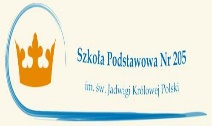 Szkoła Podstawowa Nr 205
im. św. Jadwigi Królowej Polski